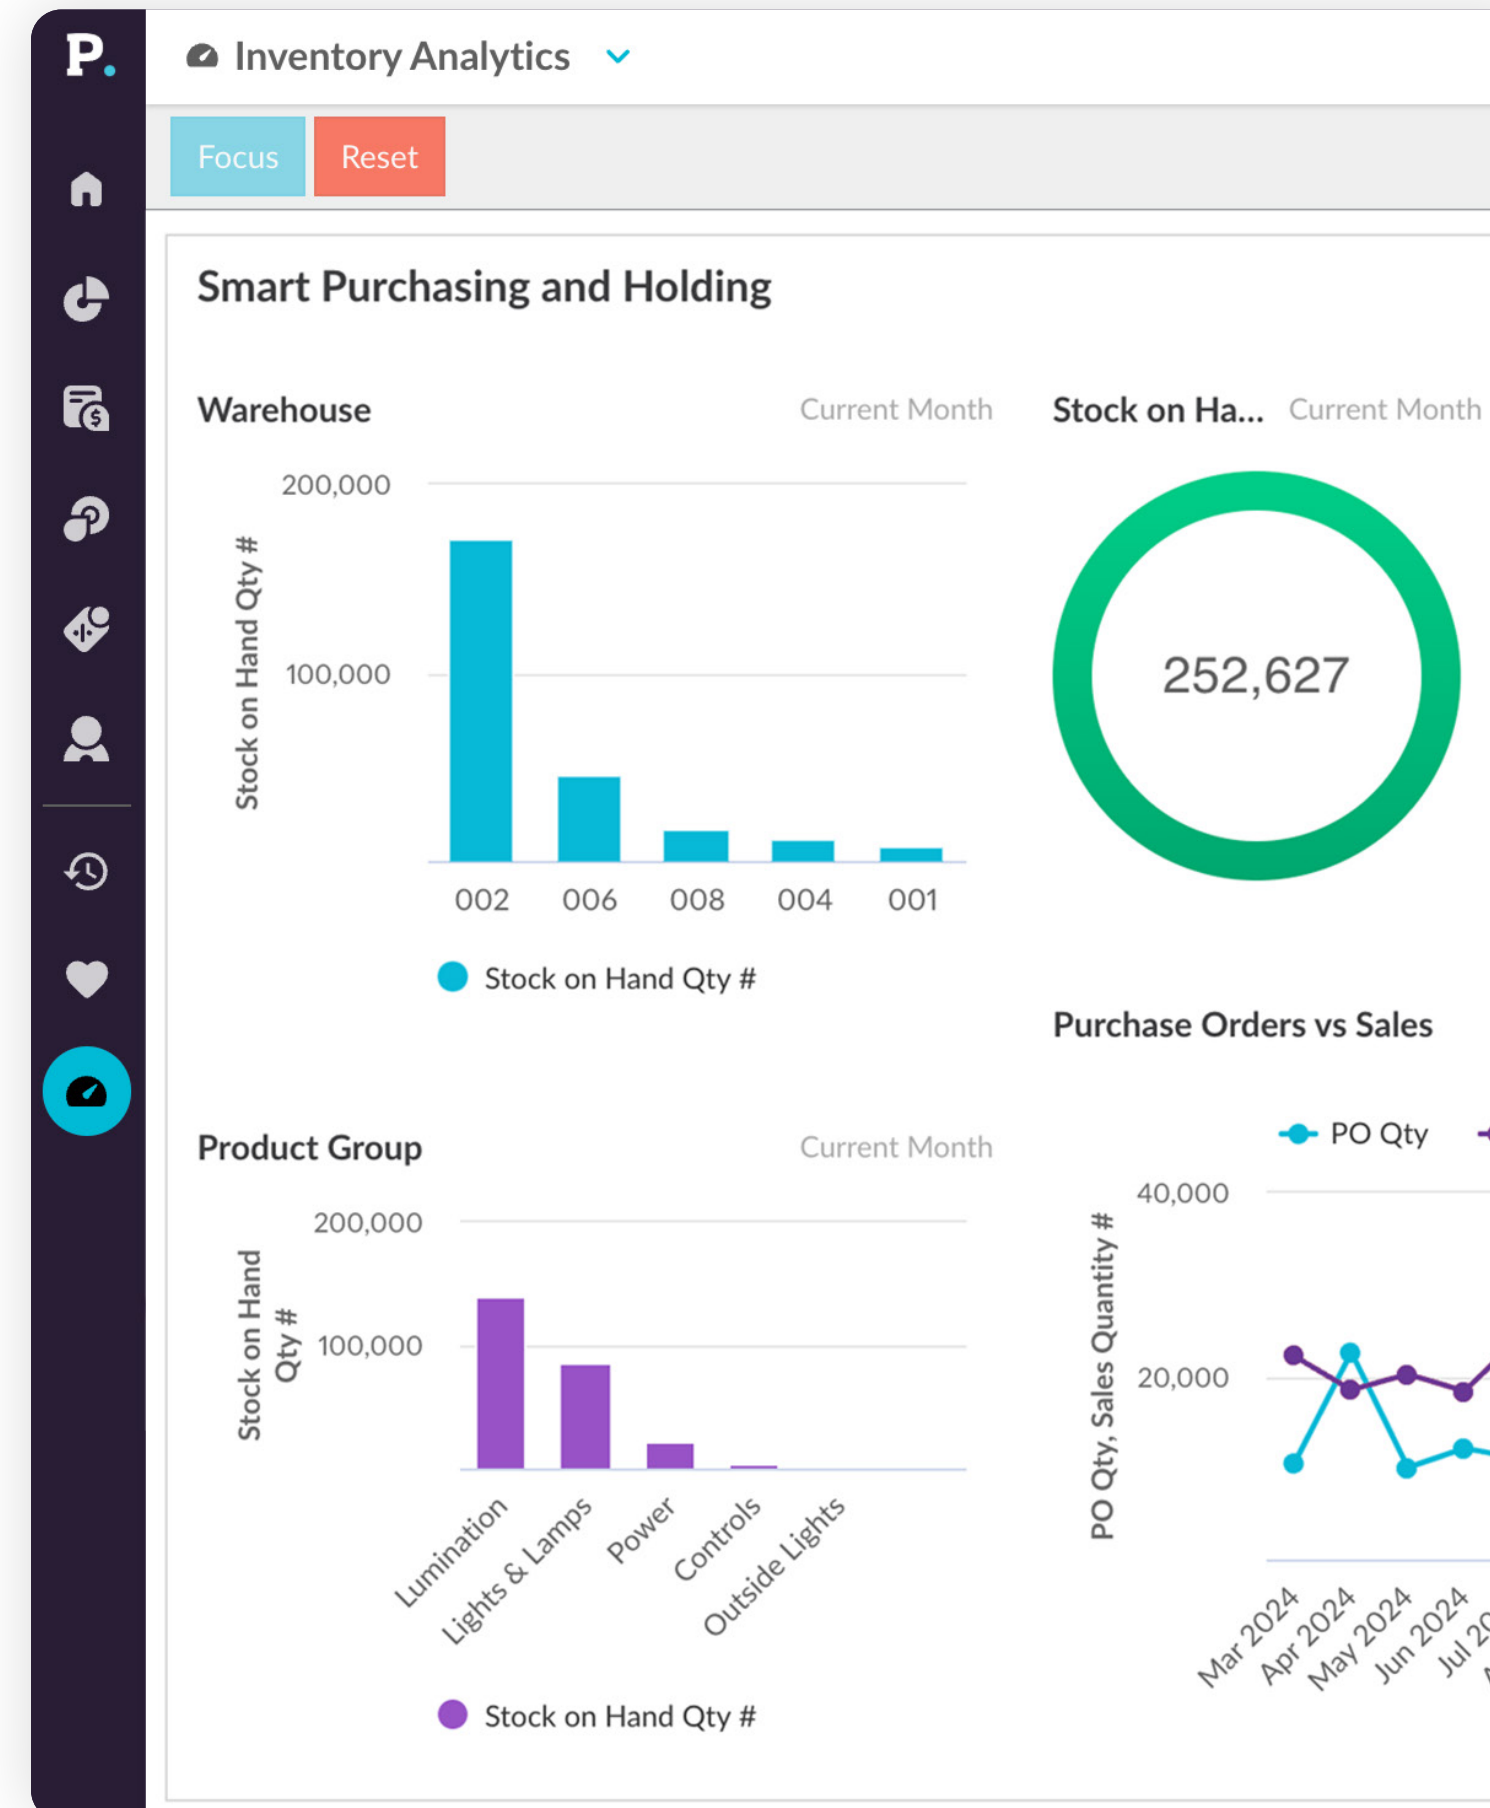 P.
Inventory Analytics
Focus
Reset
Smart Purchasing and Holding
Warehouse
Current Month
200,000
100,000
Stock on Hand Qty #
002
006
008
004
001
Stock on Hand Qty #
Stock on Ha...
Current Month
252,627
Product Group
Current Month
200,000
100,000
Stock on Hand
Qty #
Lumination
Lights & Lamps
Power
Controls
Outside Lights
Stock on Hand Qty #
Purchase Orders vs Sales
PO Qty
40,000
20,000
PO Qty, Sales Quantity #
Mar 2024
Apr 2024
May 2024
Jun 2024
Jul 20